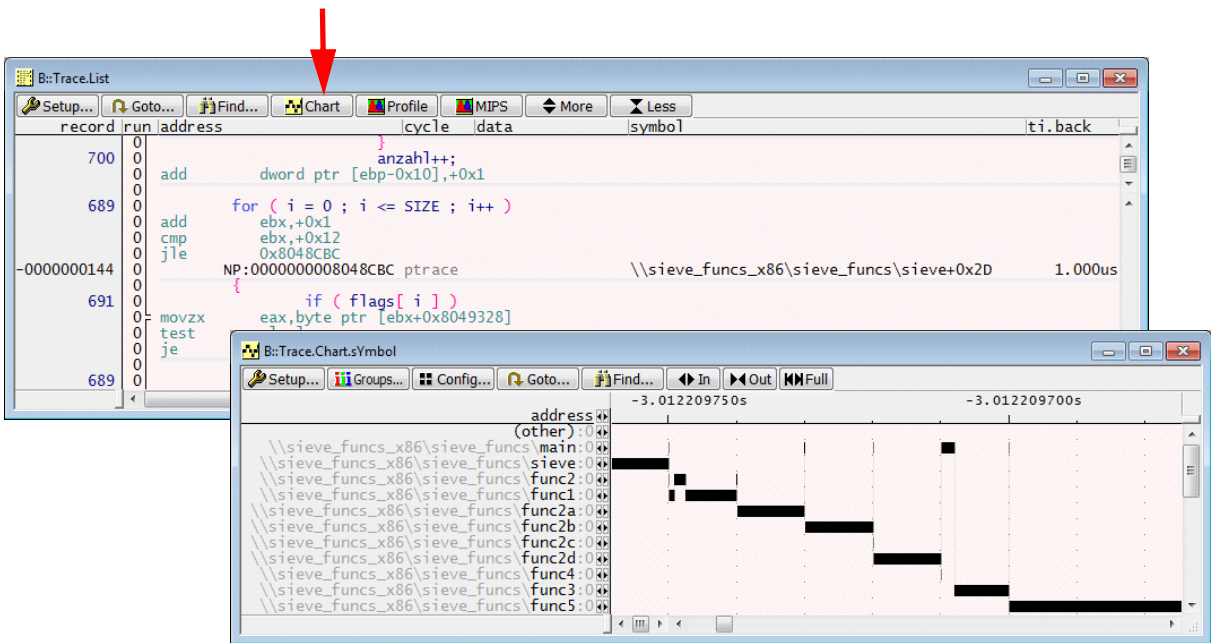 B::Trace.List
Setup... Goto... Find... Chart Profile MIPS More Less
record run address cycle data symbol ti.back
0 }
700 0 anzahl++;
0 add dword ptr [ebp-0x10],+0x1
0
689 0 for ( i = 0 ; i <= SIZE ; i++ )
0 add ebx,+0x1
0 cmp ebx,+0x12
0 jle 0x8048CBC
-0000000144 0 NP:0000000008048CBC ptrace \\sieve_funcs_x86\sieve_funcs\sieve+0x2D 1.000us
0 {
691 0 if ( flags[ i ] )
0 movzx eax,byte ptr [ebx+0x8049328]
0 test
0 je
0
689 0
B::Trace.Chart.sYmbol
Setup... Groups... Config... Goto... Find... In Out Full
-3.012209750s -3.012209700s
address
(other):0
\\sieve_funcs_x86\sieve_funcs\main:0
\\sieve_funcs_x86\sieve_funcs\sieve:0
\\sieve_funcs_x86\sieve_funcs\func2:0
\\sieve_funcs_x86\sieve_funcs\func1:0
\\sieve_funcs_x86\sieve_funcs\func2a:0
\\sieve_funcs_x86\sieve_funcs\func2b:0
\\sieve_funcs_x86\sieve_funcs\func2c:0
\\sieve_funcs_x86\sieve_funcs\func2d:0
\\sieve_funcs_x86\sieve_funcs\func4:0
\\sieve_funcs_x86\sieve_funcs\func3:0
\\sieve_funcs_x86\sieve_funcs\func5:0